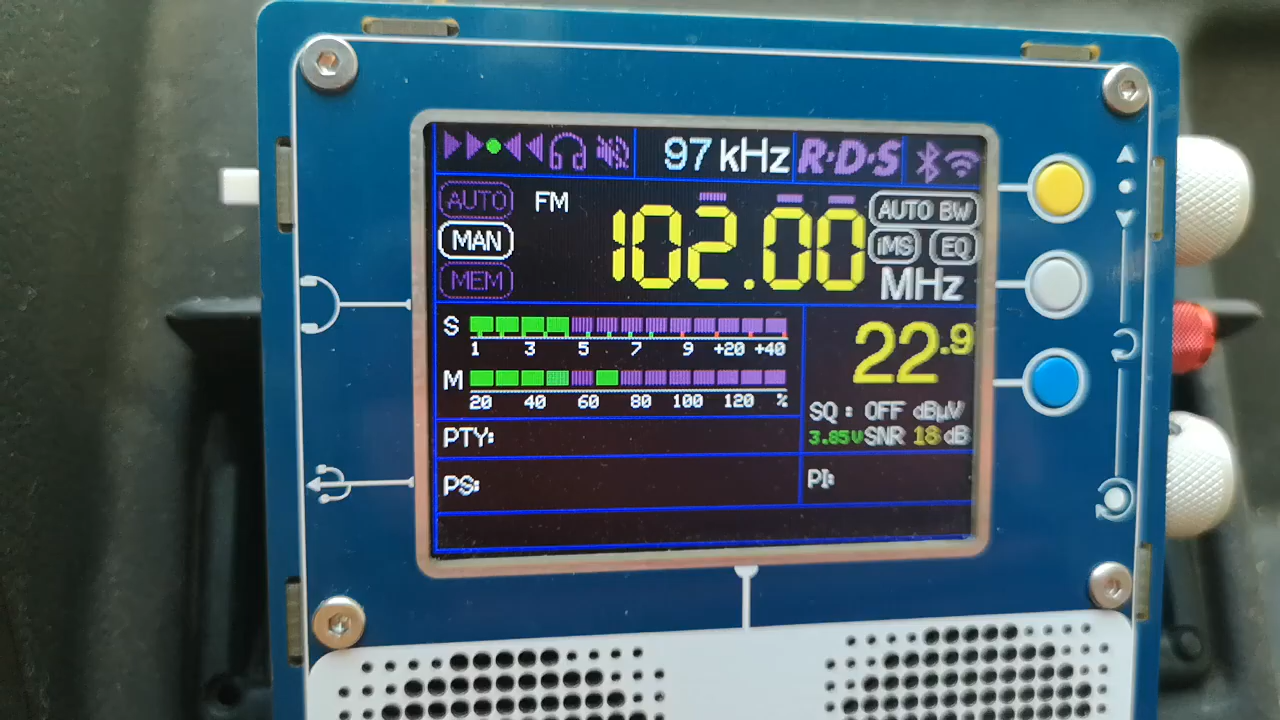 97 kHz R·D·S
AUTO FM AUTO BW
MAN 102.00 iMS EQ
MEM MHz
S
1 3 5 7 9 +20 +40
22.9
M
20 40 60 80 100 120 %
SQ: OFF dBµV
3.85V SNR 18 dB
PTY:
PS: PI: